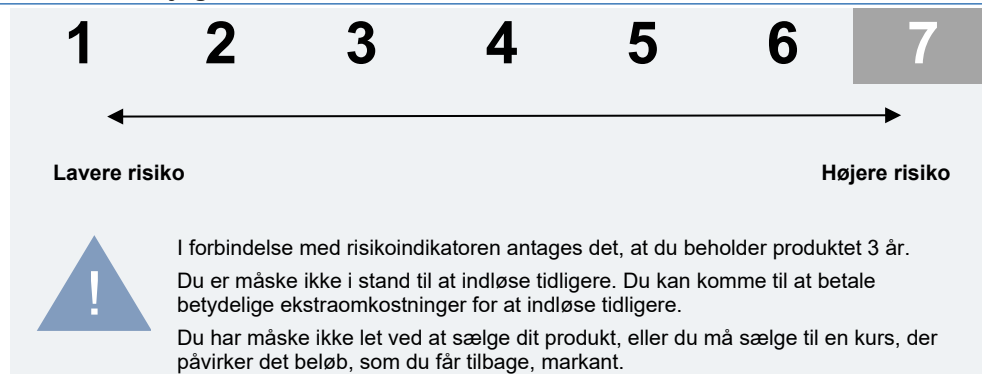 1 2 3 4 5 6 7
Lavere risiko Højere risiko
!
I forbindelse med risikoindikatoren antages det, at du beholder produktet 3 år.
Du er måske ikke i stand til at indløse tidligere. Du kan komme til at betale
betydelige ekstraomkostninger for at indløse tidligere.
Du har måske ikke let ved at sælge dit produkt, eller du må sælge til en kurs, der
påvirker det beløb, som du får tilbage, markant.